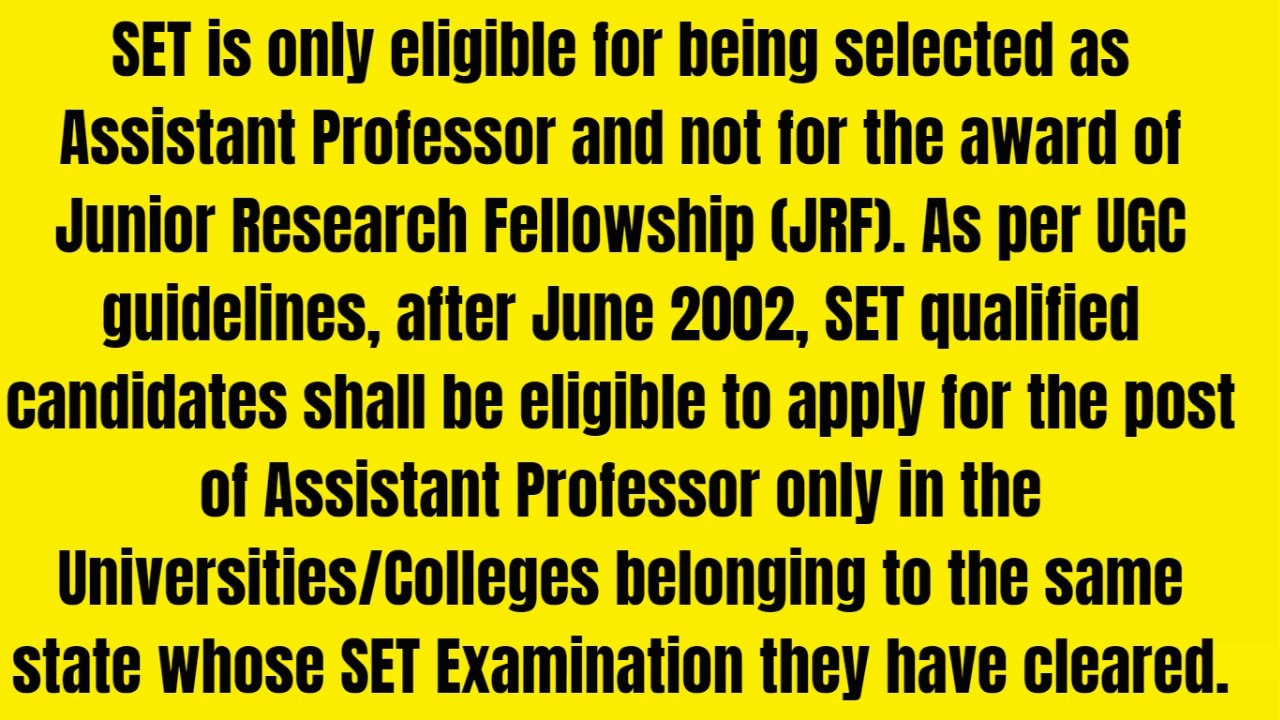 SET is only eligible for being selected as
Assistant Professor and not for the award of
Junior Research Fellowship (JRF). As per UGC
guidelines, after June 2002, SET qualified
candidates shall be eligible to apply for the post
of Assistant Professor only in the
Universities/Colleges belonging to the same
state whose SET Examination they have cleared.